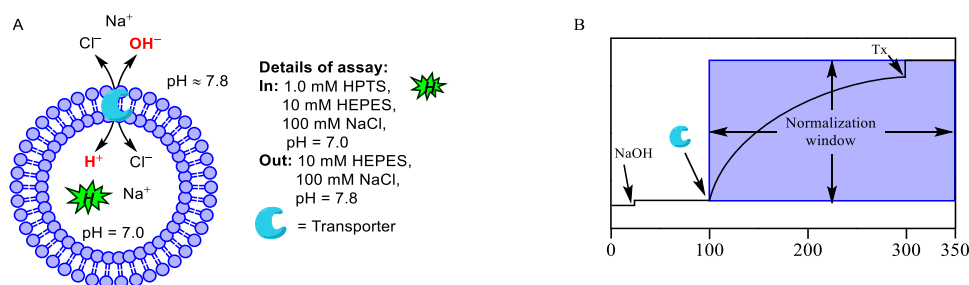 A
Na⁺
Cl⁻
OH⁻
pH ≈ 7.8
H⁺
Cl⁻
H
Na⁺
pH = 7.0
Details of assay:
In: 1.0 mM HPTS,
H
10 mM HEPES,
100 mM NaCl,
pH = 7.0
Out: 10 mM HEPES,
100 mM NaCl,
pH = 7.8
= Transporter
B
Tx
NaOH
Normalization
window
0
100
200
300
350